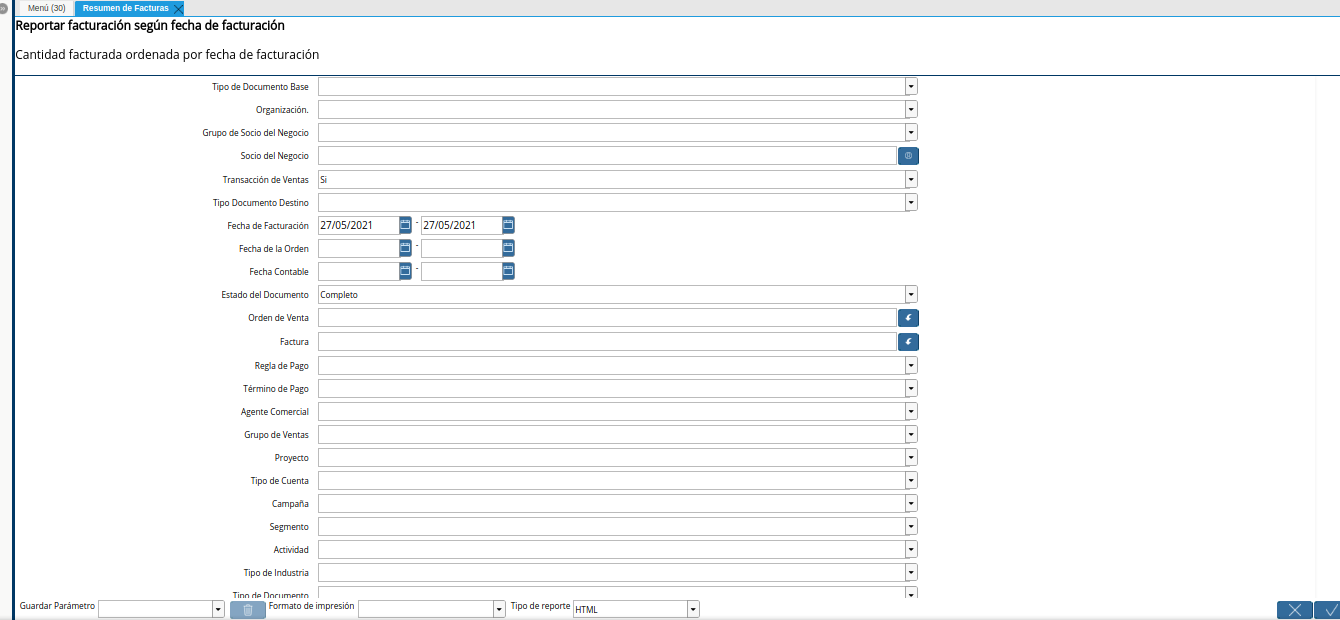 Menú (30) Resumen de Facturas
Reportar facturación según fecha de facturación
Cantidad facturada ordenada por fecha de facturación
Tipo de Documento Base
Organización.
Grupo de Socio del Negocio
Socio del Negocio
Transacción de Ventas Si
Tipo Documento Destino
Fecha de Facturación 27/05/2021 - 27/05/2021
Fecha de la Orden -
Fecha Contable -
Estado del Documento Completo
Orden de Venta
Factura
Regla de Pago
Término de Pago
Agente Comercial
Grupo de Ventas
Proyecto
Tipo de Cuenta
Campaña
Segmento
Actividad
Tipo de Industria
Tipo de Documento
Guardar Parámetro Formato de impresión Tipo de reporte HTML